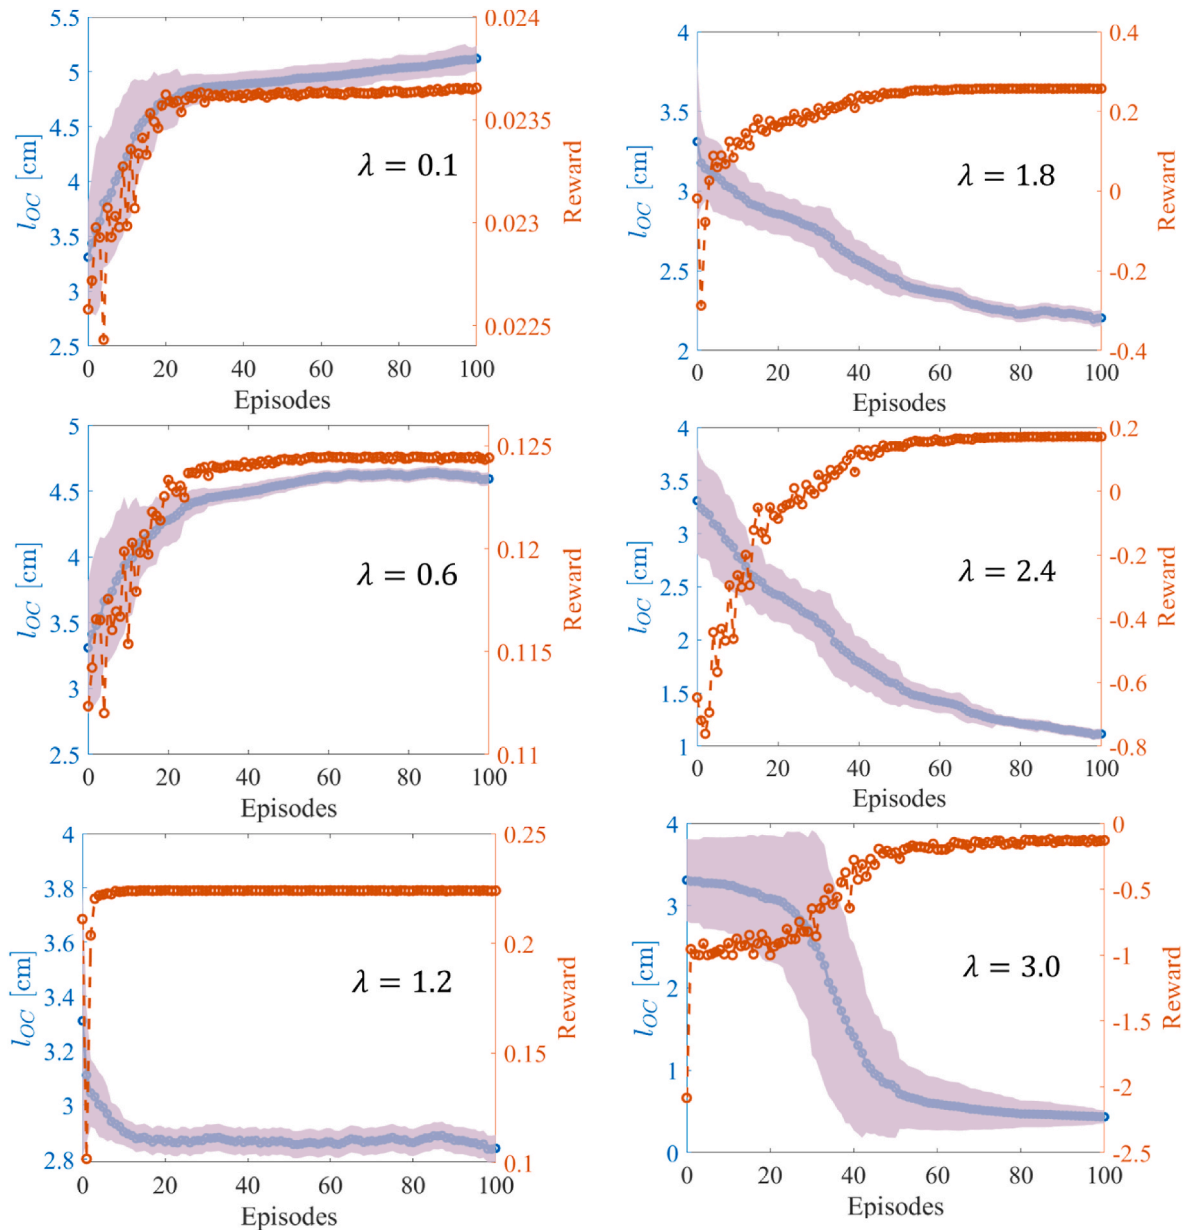 5.5
5
4.5
4
3.5
3
2.5
l_OC [cm]
0.024
0.0235
0.023
0.0225
Reward
λ = 0.1
0 20 40 60 80 100
Episodes
4
3.5
3
2.5
2
l_OC [cm]
0.4
0.2
0
-0.2
-0.4
Reward
λ = 1.8
0 20 40 60 80 100
Episodes
5
4.5
4
3.5
3
2.5
l_OC [cm]
0.125
0.12
0.115
0.11
Reward
λ = 0.6
0 20 40 60 80 100
Episodes
4
3.5
3
2.5
2
1.5
1
l_OC [cm]
0.2
0
-0.2
-0.4
-0.6
-0.8
Reward
λ = 2.4
0 20 40 60 80 100
Episodes
4
3.8
3.6
3.4
3.2
3
2.8
l_OC [cm]
0.25
0.2
0.15
0.1
Reward
λ = 1.2
0 20 40 60 80 100
Episodes
4
3
2
1
0
l_OC [cm]
0
-0.5
-1
-1.5
-2
-2.5
Reward
λ = 3.0
0 20 40 60 80 100
Episodes